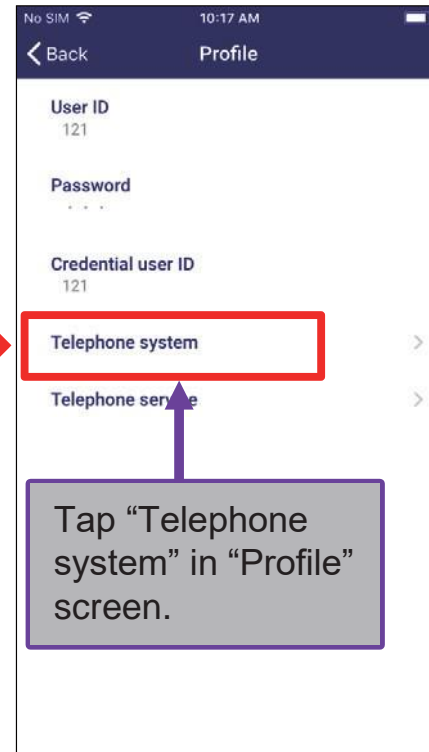 No SIM 10:17 AM
Back Profile
User ID
121
Password
Credential user ID
121
Telephone system
Telephone
Tap “Telephone
system” in “Profile”
screen.